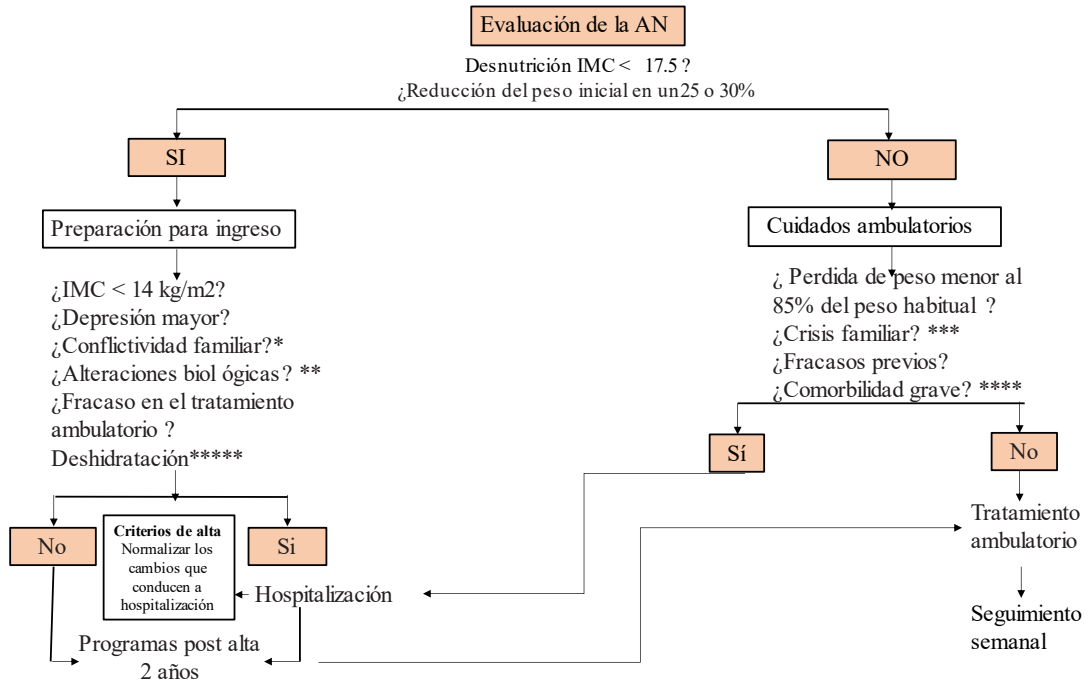 Evaluación de la AN
Desnutrición IMC < 17.5 ?
¿Reducción del peso inicial en un25 o 30%
SI
NO
Preparación para ingreso
Cuidados ambulatorios
¿IMC < 14 kg/m2?
¿Depresión mayor?
¿Conflictividad familiar?*
¿Alteraciones biol ógicas? **
¿Fracaso en el tratamiento
ambulatorio ?
Deshidratación*****
¿ Perdida de peso menor al
85% del peso habitual ?
¿Crisis familiar? ***
¿Fracasos previos?
¿Comorbilidad grave? ****
Sí
No
No
Criterios de alta
Normalizar los
cambios que
conducen a
hospitalización
Si
Hospitalización
Tratamiento
ambulatorio
Seguimiento
semanal
Programas post alta
2 años